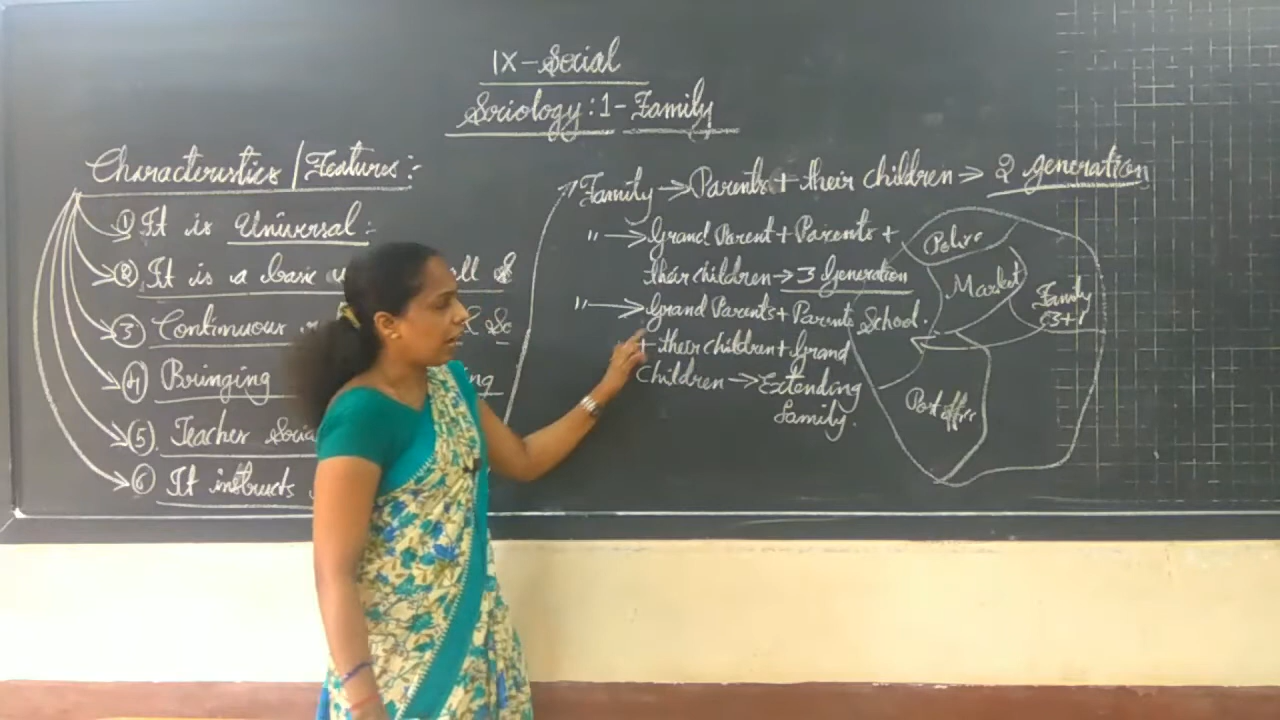 IX-Social
Sociology:1-Family
Characteristics/Features:-
① It is Universal:-
②. It is a basic
③ Continuous
④ Bringing
⑤. Teacher
⑥ It instructs
Family → Parents + their children → 2 generation
" → Grand Parent + Parents +
their children → 3 Generation
" → Grand Parents + Parents
+ their children + Grand
Children → Extending
family.
Police
Market
Family
(3+1
School.
Post office